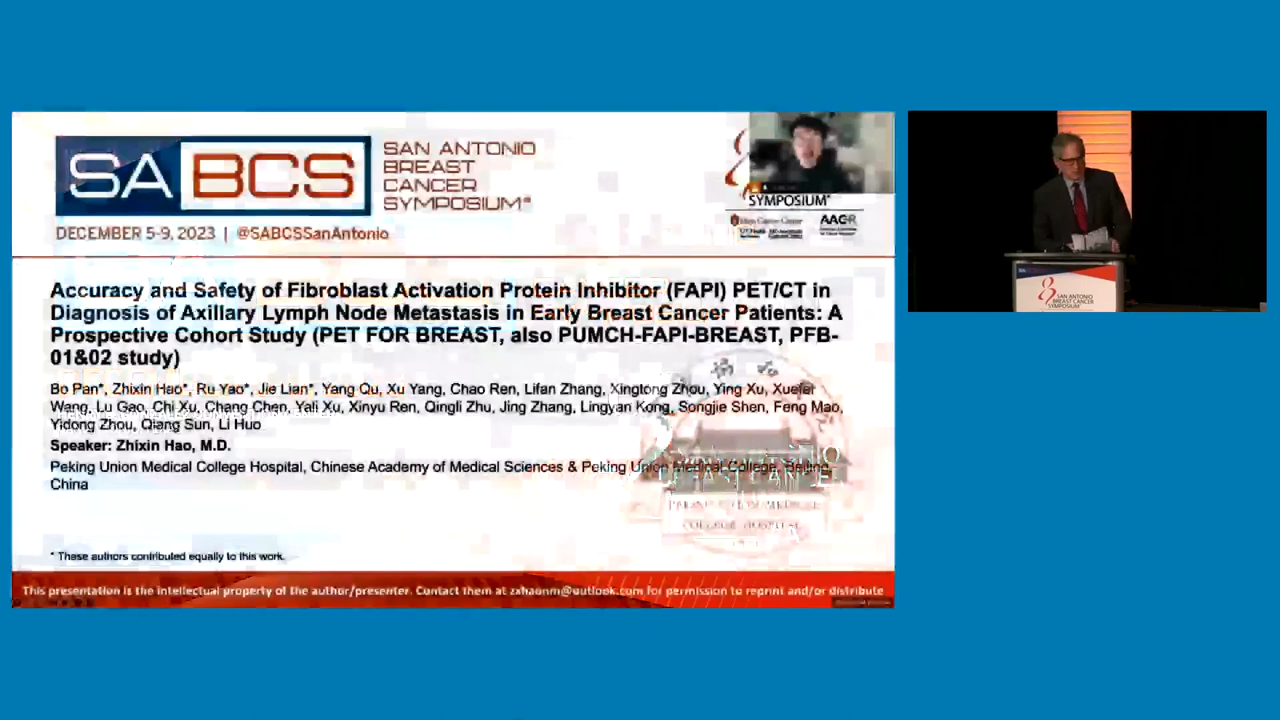 SABCS
SAN ANTONIO
BREAST
CANCER
SYMPOSIUM®
DECEMBER 5-9, 2023 | @SABCSSanAntonio
SYMPOSIUM®
AACR
Accuracy and Safety of Fibroblast Activation Protein Inhibitor (FAPI) PET/CT in
Diagnosis of Axillary Lymph Node Metastasis in Early Breast Cancer Patients: A
Prospective Cohort Study (PET FOR BREAST, also PUMCH-FAPI-BREAST, PFB-
01&02 study)
Bo Pan*, Zhixin Hao*, Ru Yao*, Jie Lian*, Yang Qu, Xu Yang, Chao Ren, Lifan Zhang, Xingtong Zhou, Ying Xu, Xuefei
Wang, Lu Gao, Chi Xu, Chang Chen, Yali Xu, Xinyu Ren, Qingli Zhu, Jing Zhang, Lingyan Kong, Songjie Shen, Feng Mao,
Yidong Zhou, Qiang Sun, Li Huo
Speaker: Zhixin Hao, M.D.
Peking Union Medical College Hospital, Chinese Academy of Medical Sciences & Peking Union Medical College, Beijing,
China
* These authors contributed equally to this work.
This presentation is the intellectual property of the author/presenter. Contact them at zxhaonm@outlook.com for permission to reprint and/or distribute
SAN ANTONIO
BREAST CANCER
SYMPOSIUM®